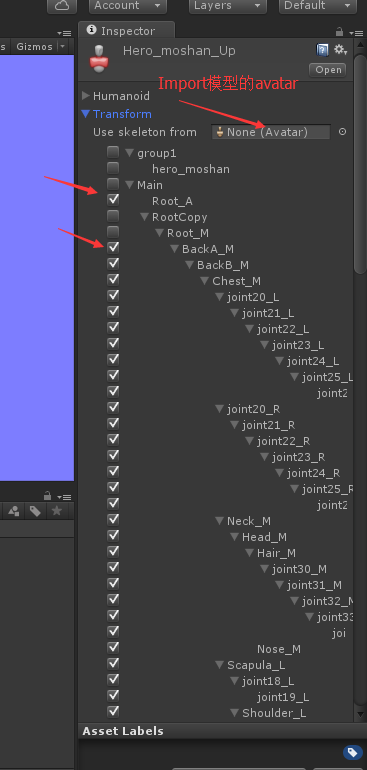 Account
Layers
Default
s Gizmos
Inspector
Hero_moshan_Up
Open
Import模型的avatar
Humanoid
Transform
Use skeleton from None (Avatar)
group1
hero_moshan
Main
Root_A
RootCopy
Root_M
BackA_M
BackB_M
Chest_M
joint20_L
joint21_L
joint22_L
joint23_L
joint24_L
joint25_L
joint2
joint20_R
joint21_R
joint22_R
joint23_R
joint24_R
joint25_R
joint2
Neck_M
Head_M
Hair_M
joint30_M
joint31_M
joint32_M
joint33
joi
Nose_M
Scapula_L
joint18_L
joint19_L
Shoulder_L
Asset Labels